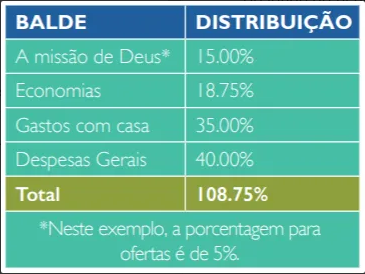 BALDE DISTRIBUIÇÃO
A missão de Deus* 15.00%
Economias 18.75%
Gastos com casa 35.00%
Despesas Gerais 40.00%
Total 108.75%
*Neste exemplo, a porcentagem para
ofertas é de 5%.